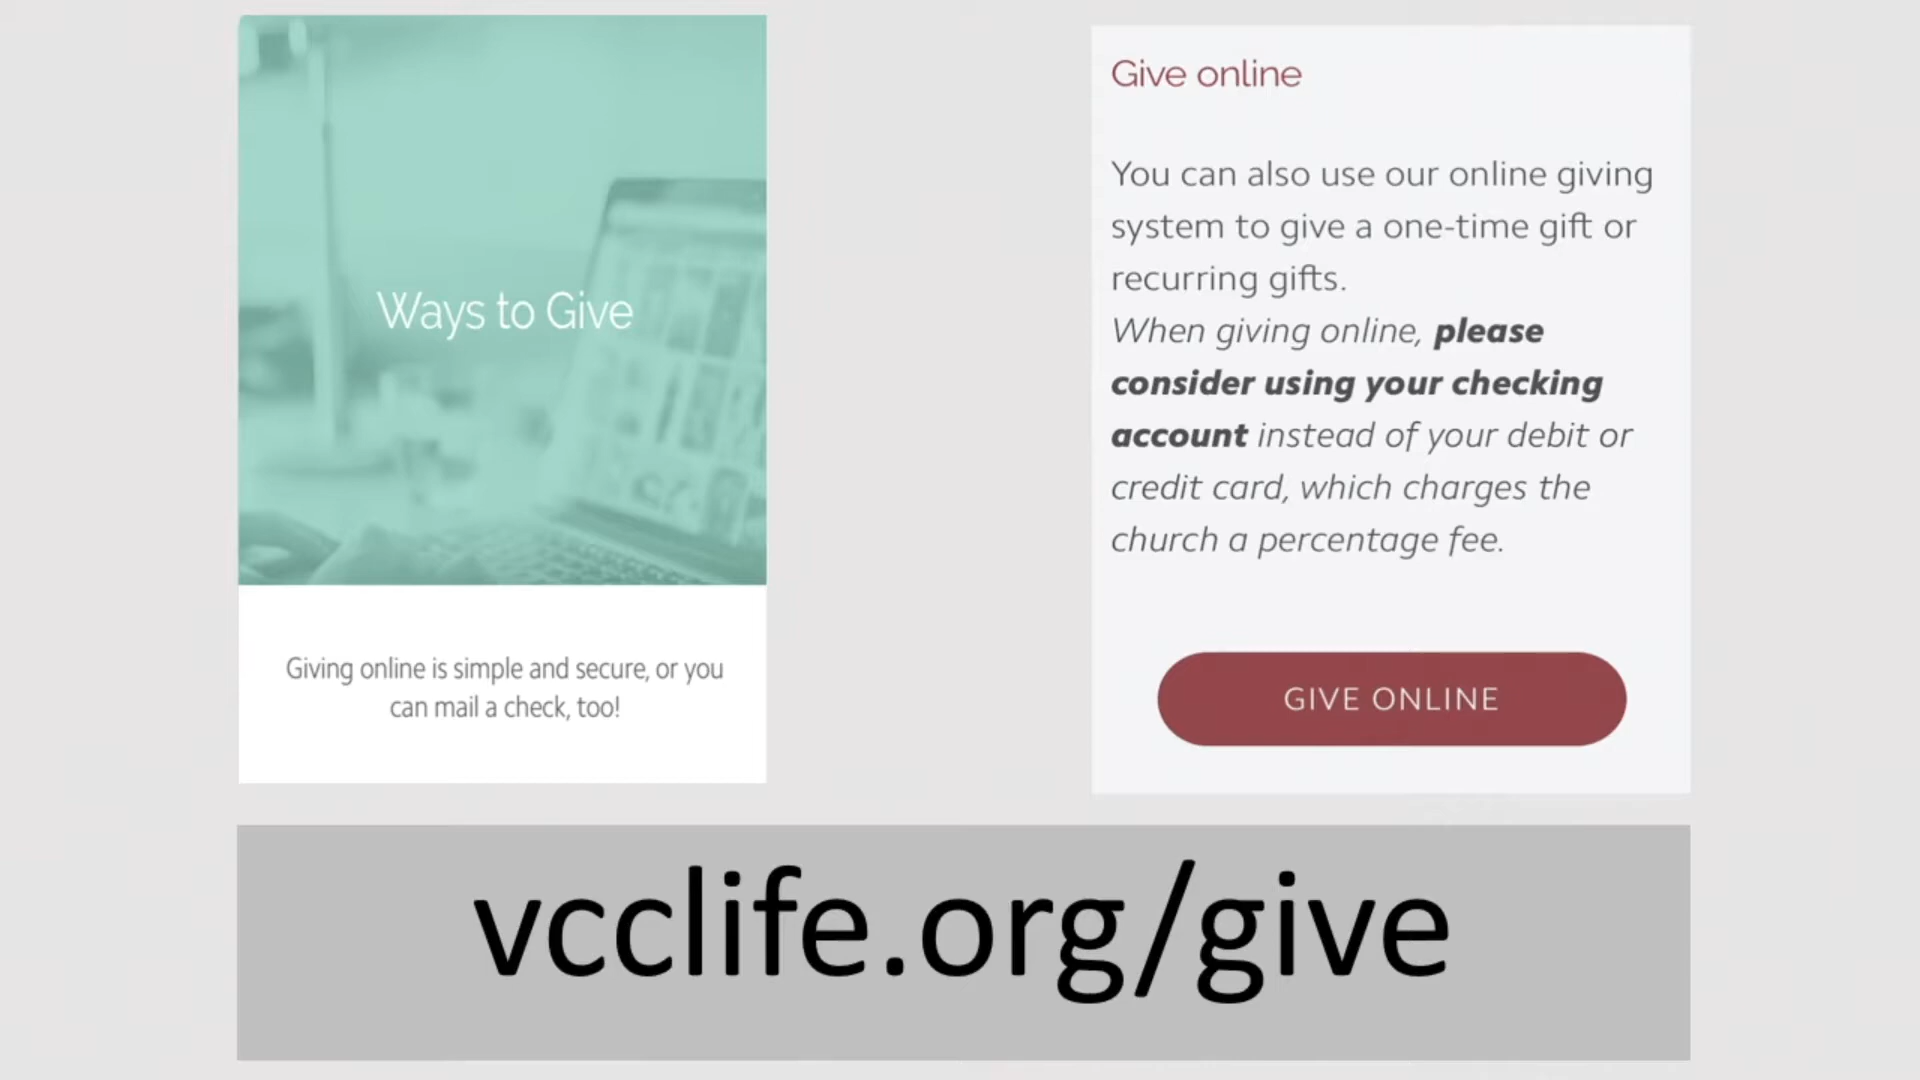 Ways to Give
Giving online is simple and secure, or you
can mail a check, too!
Give online
You can also use our online giving
system to give a one-time gift or
recurring gifts.
When giving online, please
consider using your checking
account instead of your debit or
credit card, which charges the
church a percentage fee.
GIVE ONLINE
vcclife.org/give